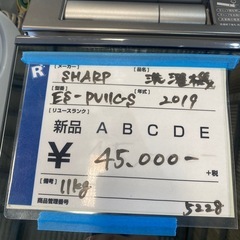 R
メーカー 品名
SHARP 洗濯機
型番 年式
ES-PU11C-S 2019
リユースランク
新品 A B C D E
¥ 45.000-
+税
備考
11kg
商品管理番号 5228